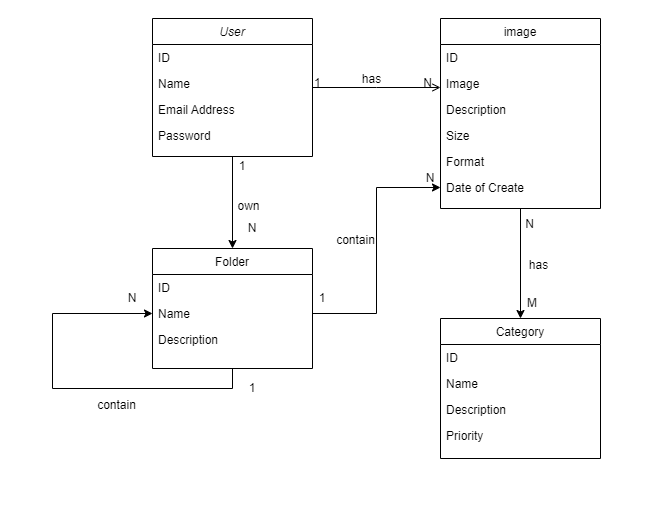 User
ID
Name
Email Address
Password
1
has
N
image
ID
Image
Description
Size
Format
Date of Create
1
own
N
N
contain
1
Folder
ID
Name
Description
N
1
contain
N
has
M
Category
ID
Name
Description
Priority